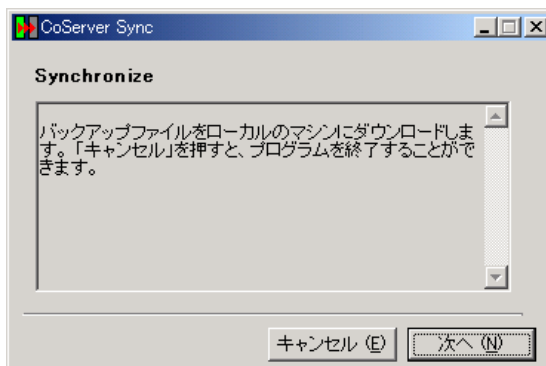 CoServer Sync
Synchronize
バックアップファイルをローカルのマシンにダウンロードしま
す。「キャンセル」を押すと、プログラムを終了することがで
きます。
キャンセル (E)
次へ (N)